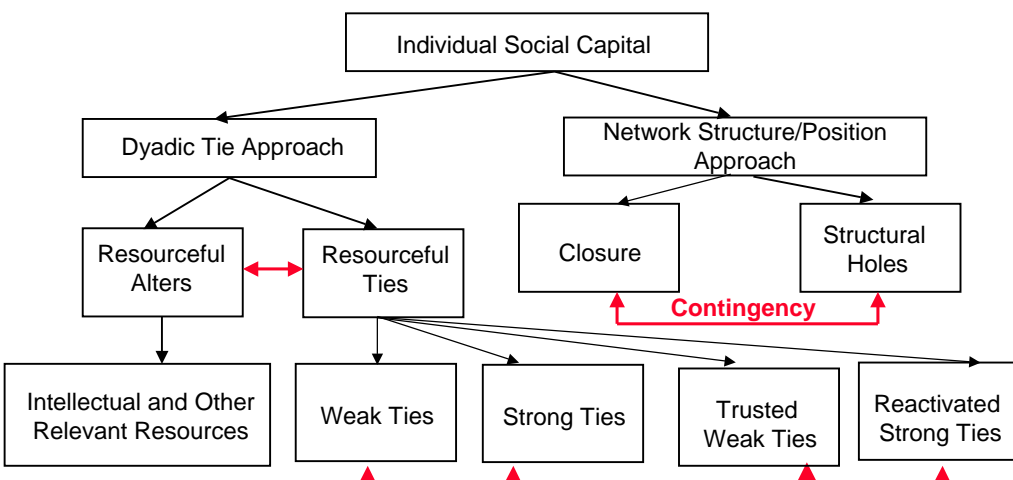 Individual Social Capital
Dyadic Tie Approach
Network Structure/Position
Approach
Resourceful
Alters
Resourceful
Ties
Closure
Structural
Holes
Contingency
Intellectual and Other
Relevant Resources
Weak Ties
Strong Ties
Trusted
Weak Ties
Reactivated
Strong Ties